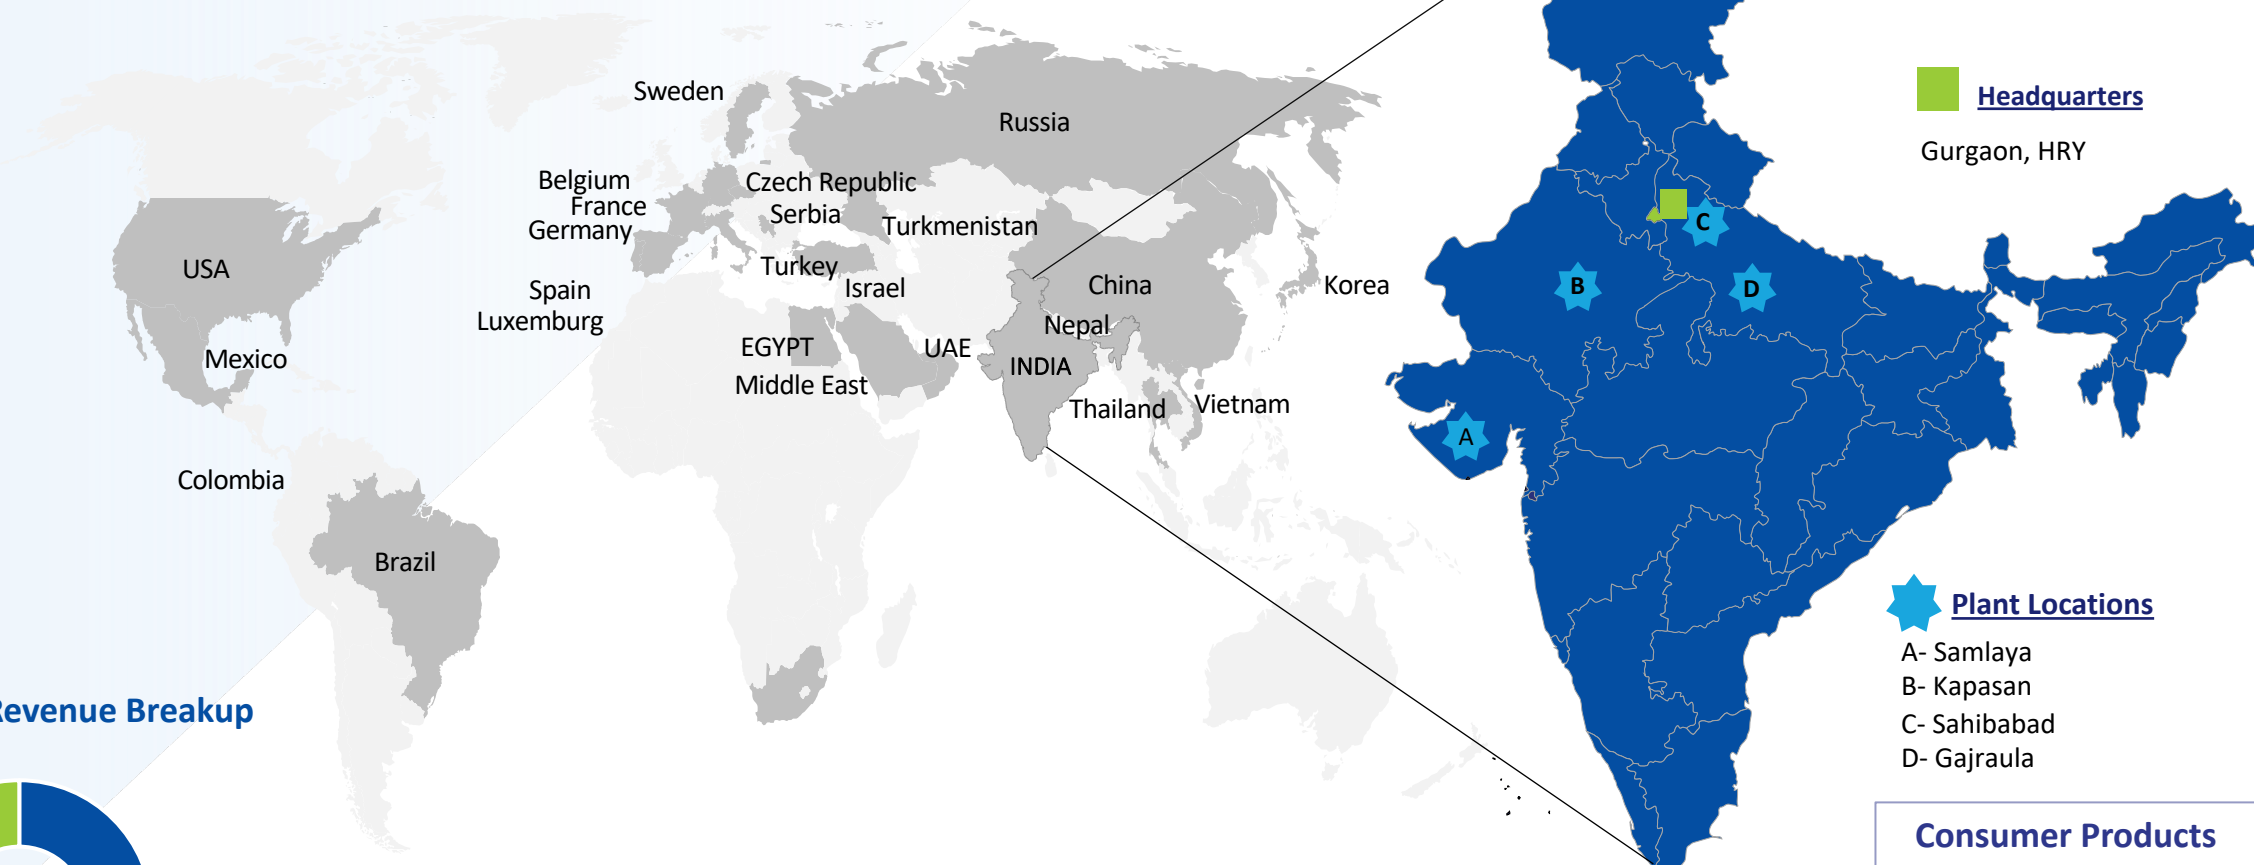 Sweden
Russia
Belgium
France
Germany
Czech Republic
Serbia
Turkmenistan
USA
Turkey
Israel
China
Korea
Spain
Luxemburg
Nepal
EGYPT
UAE
INDIA
Mexico
Middle East
Thailand
Vietnam
Colombia
Brazil
Revenue Breakup
Headquarters
Gurgaon, HRY
C
B
D
A
Plant Locations
A- Samlaya
B- Kapasan
C- Sahibabad
D- Gajraula
Consumer Products